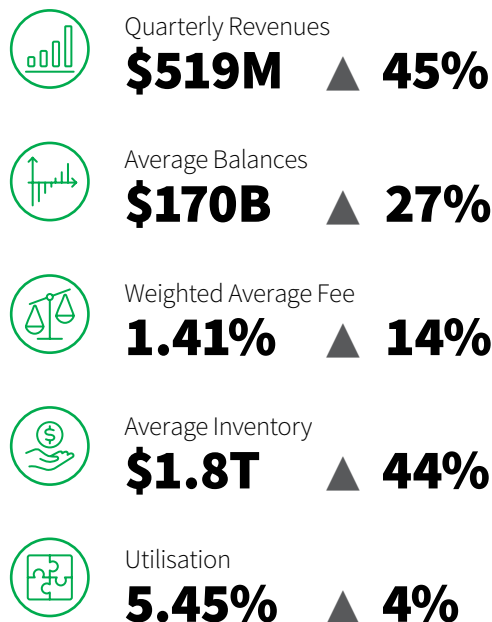 Quarterly Revenues
$519M ▲ 45%
Average Balances
$170B ▲ 27%
Weighted Average Fee
1.41% ▲ 14%
$
Average Inventory
$1.8T ▲ 44%
Utilisation
5.45% ▲ 4%